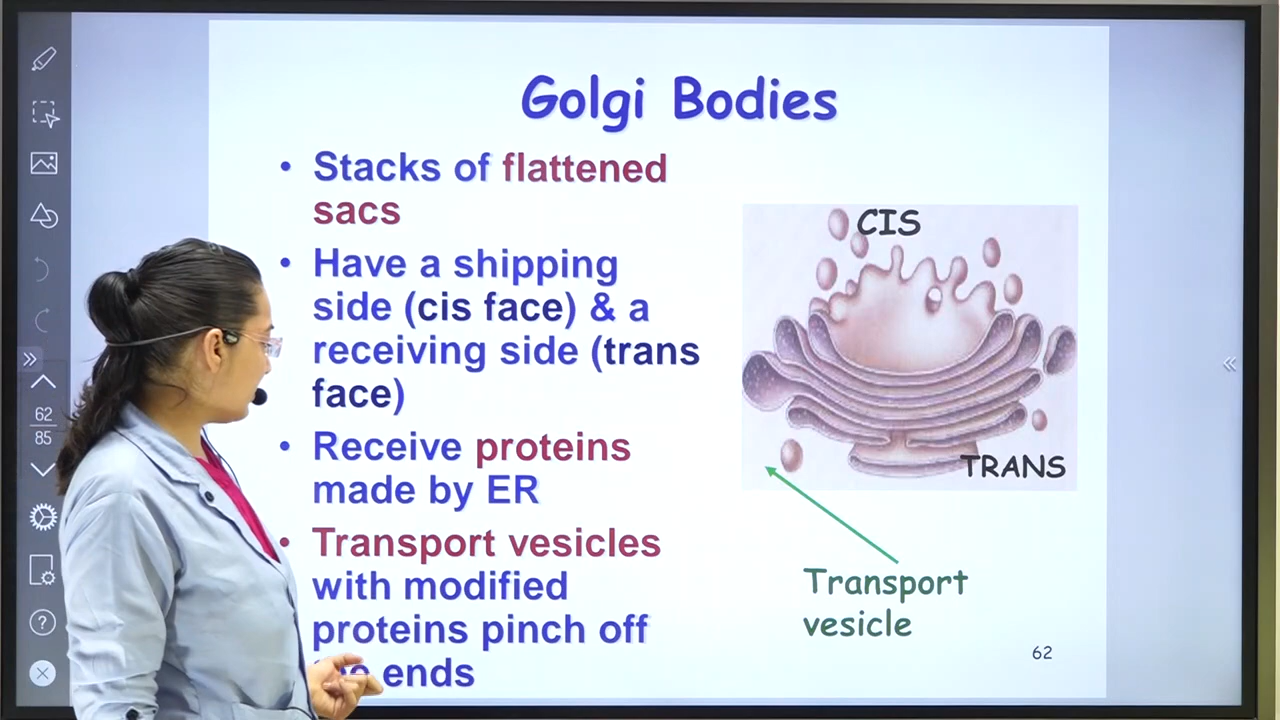 Golgi Bodies
• Stacks of flattened
sacs
• Have a shipping
side (cis face) & a
receiving side (trans
face)
• Receive proteins
made by ER
• Transport vesicles
with modified
proteins pinch off
ends
CIS
TRANS
Transport
vesicle
62
62
85